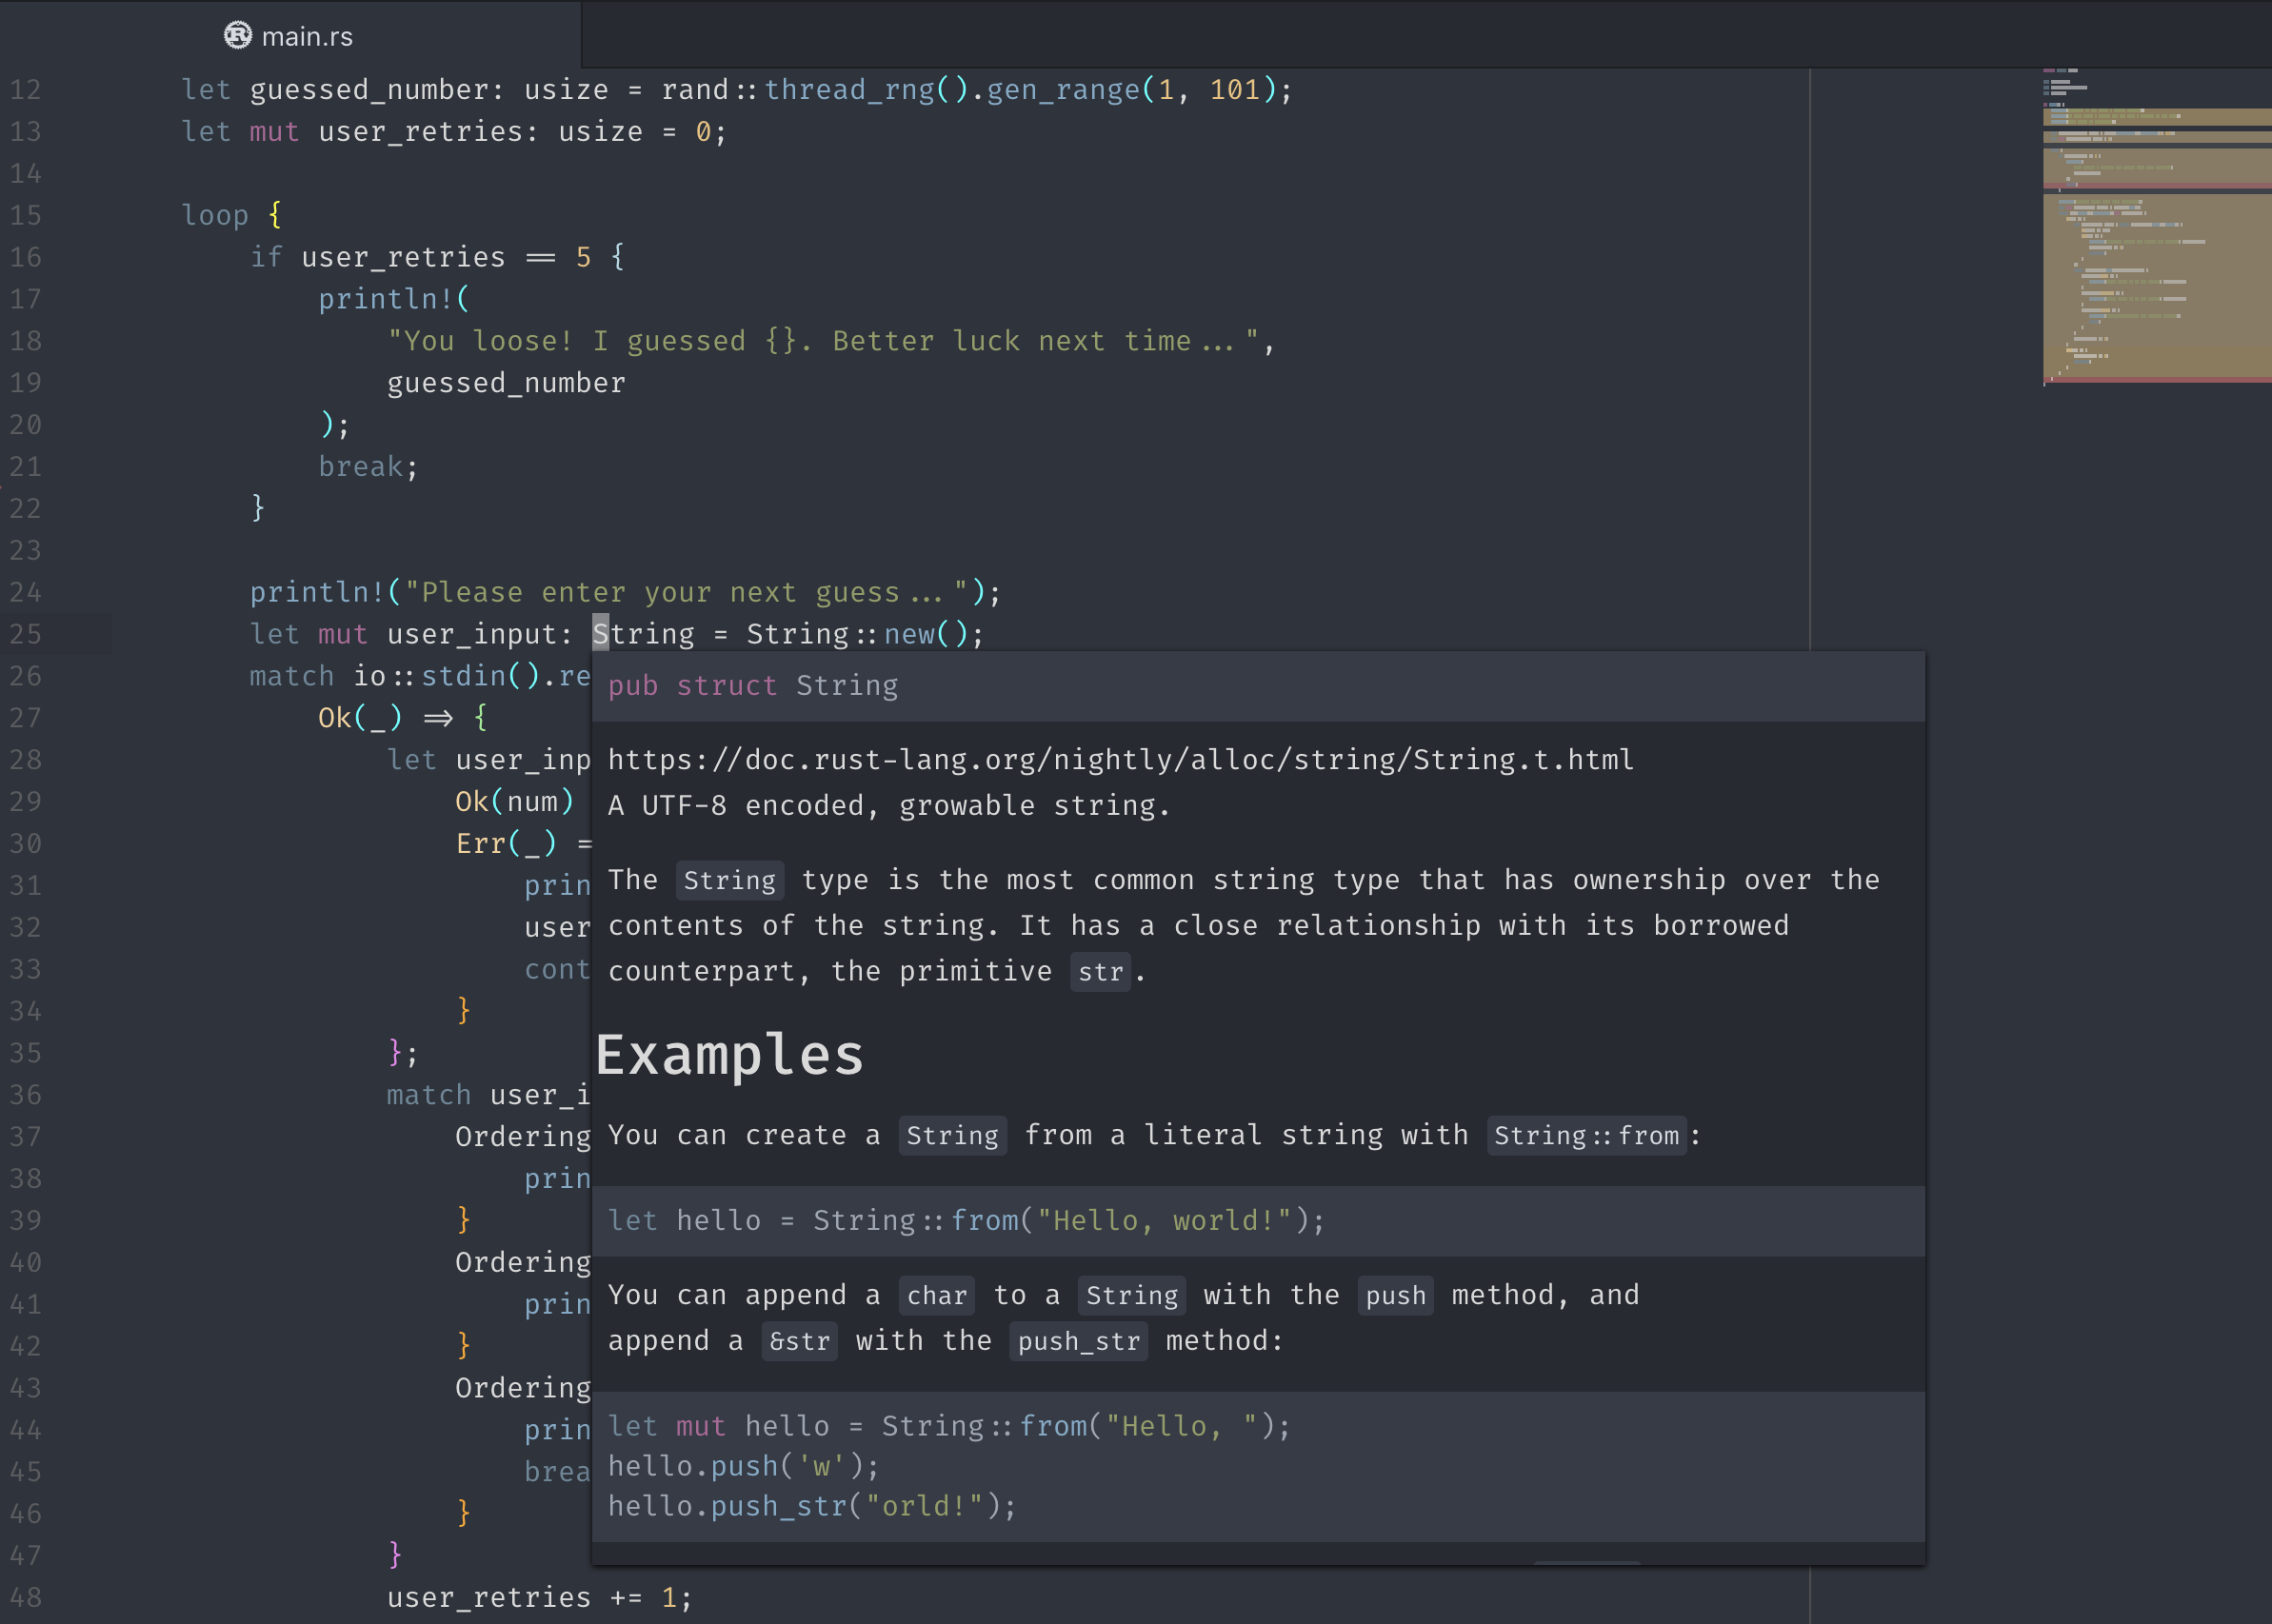 main.rs
12 let guessed_number: usize = rand::thread_rng().gen_range(1, 101);
13 let mut user_retries: usize = 0;
14
15 loop {
16 if user_retries == 5 {
17 println!(
18 "You loose! I guessed {}. Better luck next time...",
19 guessed_number
20 );
21 break;
22 }
23
24 println!("Please enter your next guess...");
25 let mut user_input: String = String::new();
26 match io::stdin().re
27 Ok(_) => {
28 let user_inp
29 Ok(num)
30 Err(_) =
31 prin
32 user
33 cont
34 }
35 };
36 match user_i
37 Ordering
38 prin
39 }
40 Ordering
41 prin
42 }
43 Ordering
44 prin
45 brea
46 }
47 }
48 user_retries += 1;
pub struct String
https://doc.rust-lang.org/nightly/alloc/string/String.t.html
A UTF-8 encoded, growable string.
The String type is the most common string type that has ownership over the
contents of the string. It has a close relationship with its borrowed
counterpart, the primitive str.
Examples
You can create a String from a literal string with String::from:
let hello = String::from("Hello, world!");
You can append a char to a String with the push method, and
append a &str with the push_str method:
let mut hello = String::from("Hello, ");
hello.push('w');
hello.push_str("orld!");